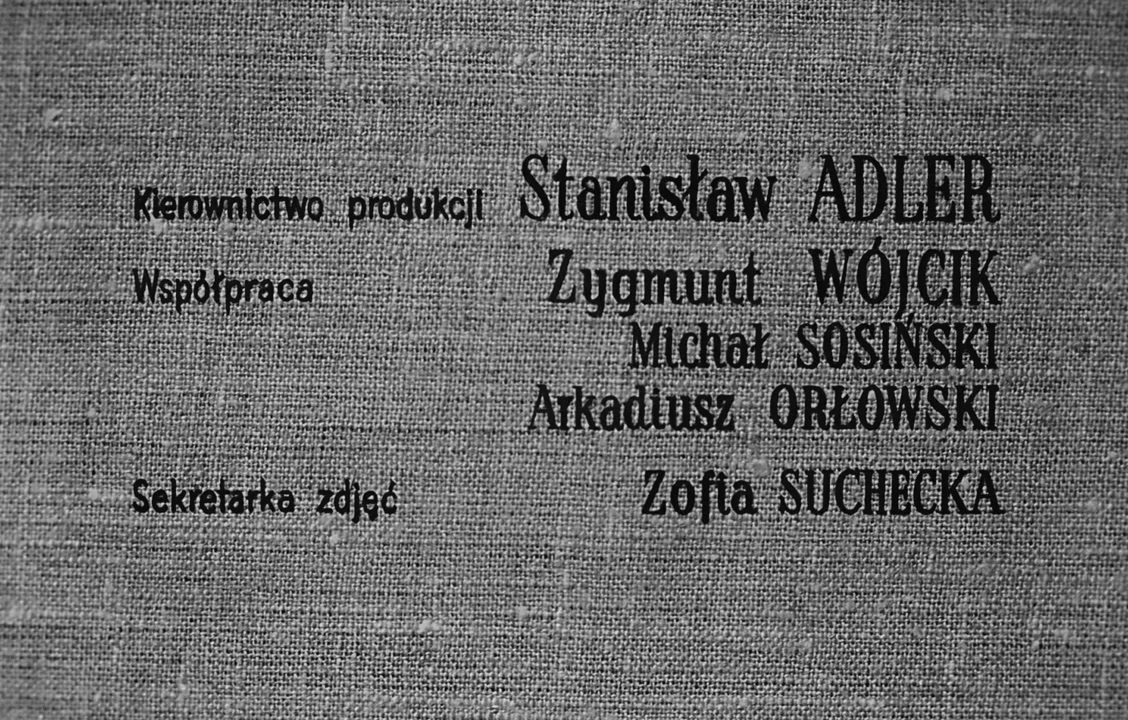 Kierownictwo produkcji Stanisław ADLER
Współpraca Zygmunt WÓJCIK
Michał SOSIŃSKI
Arkadiusz ORŁOWSKI
Sekretarka zdjęć Zofia SUCHECKA